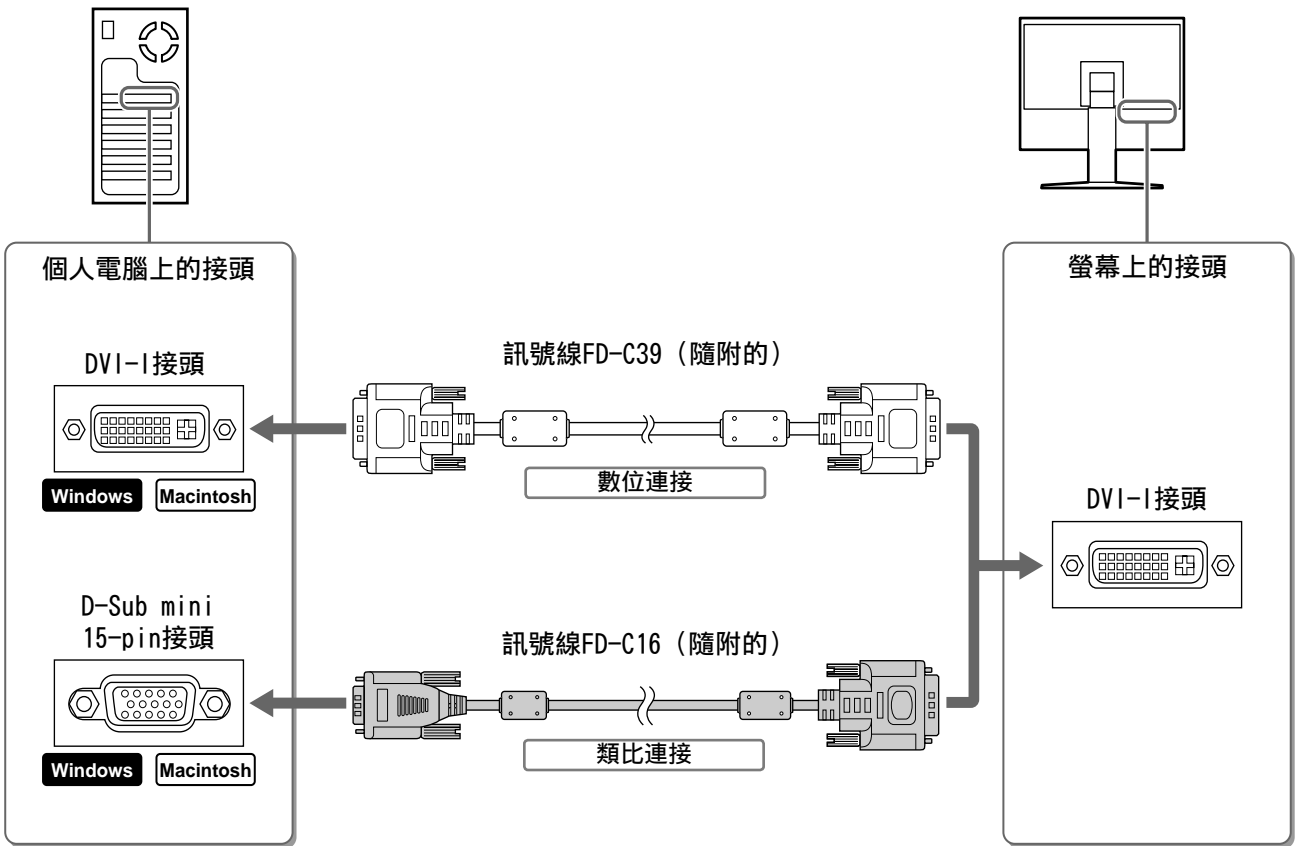 個人電腦上的接頭
DVI-I接頭
Windows Macintosh
D-Sub mini
15-pin接頭
Windows Macintosh
訊號線FD-C39（隨附的）
數位連接
訊號線FD-C16（隨附的）
類比連接
螢幕上的接頭
DVI-I接頭